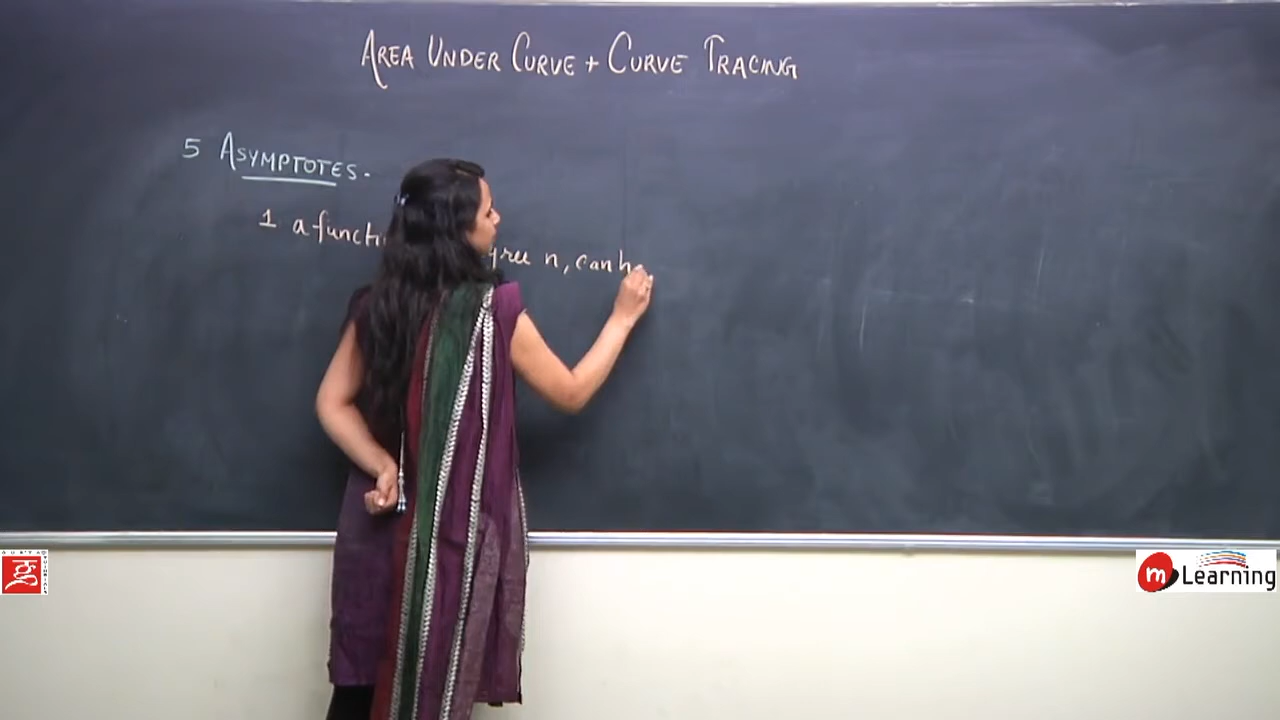 AREA UNDER CURVE + CURVE TRACING
5 ASYMPTOTES.
1 a functi gree n, can h
m Learning